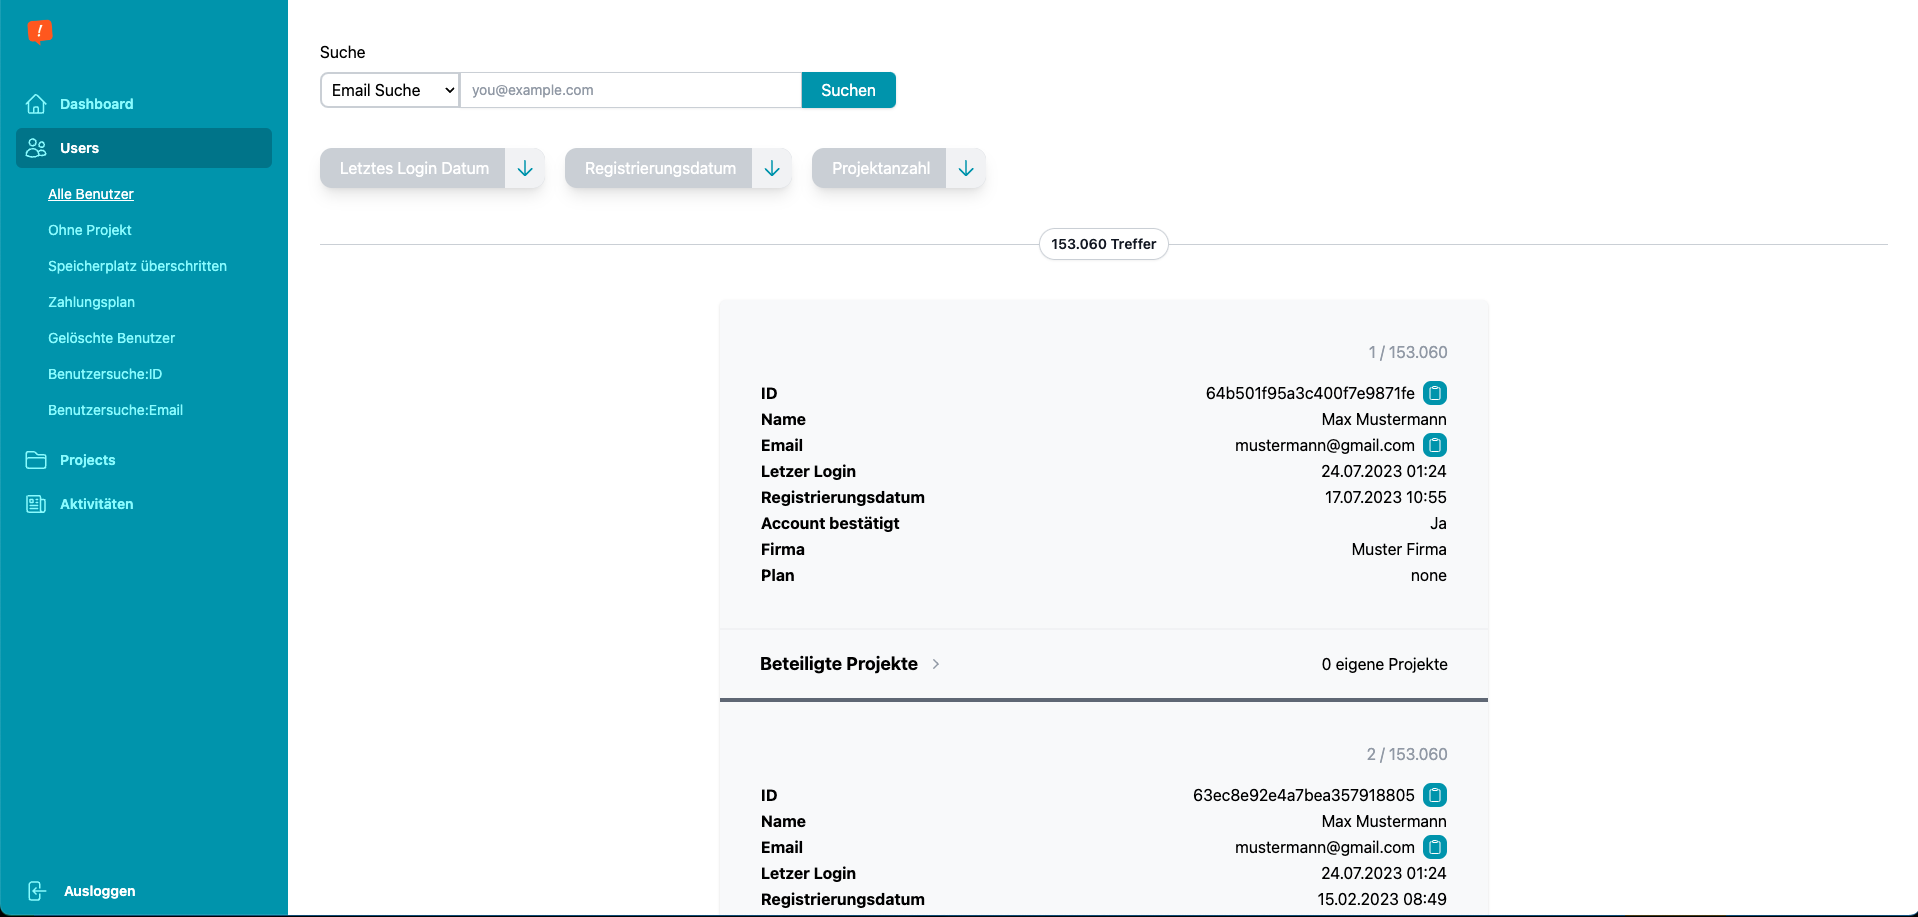 !
Dashboard
Users
Alle Benutzer
Ohne Projekt
Speicherplatz überschritten
Zahlungsplan
Gelöschte Benutzer
Benutzersuche:ID
Benutzersuche:Email
Projects
Aktivitäten
Ausloggen
Suche
Email Suche you@example.com Suchen
Letztes Login Datum Registrierungsdatum Projektanzahl
153.060 Treffer
1 / 153.060
ID 64b501f95a3c400f7e9871fe
Name Max Mustermann
Email mustermann@gmail.com
Letzer Login 24.07.2023 01:24
Registrierungsdatum 17.07.2023 10:55
Account bestätigt Ja
Firma Muster Firma
Plan none
Beteiligte Projekte 0 eigene Projekte
2 / 153.060
ID 63ec8e92e4a7bea357918805
Name Max Mustermann
Email mustermann@gmail.com
Letzer Login 24.07.2023 01:24
Registrierungsdatum 15.02.2023 08:49